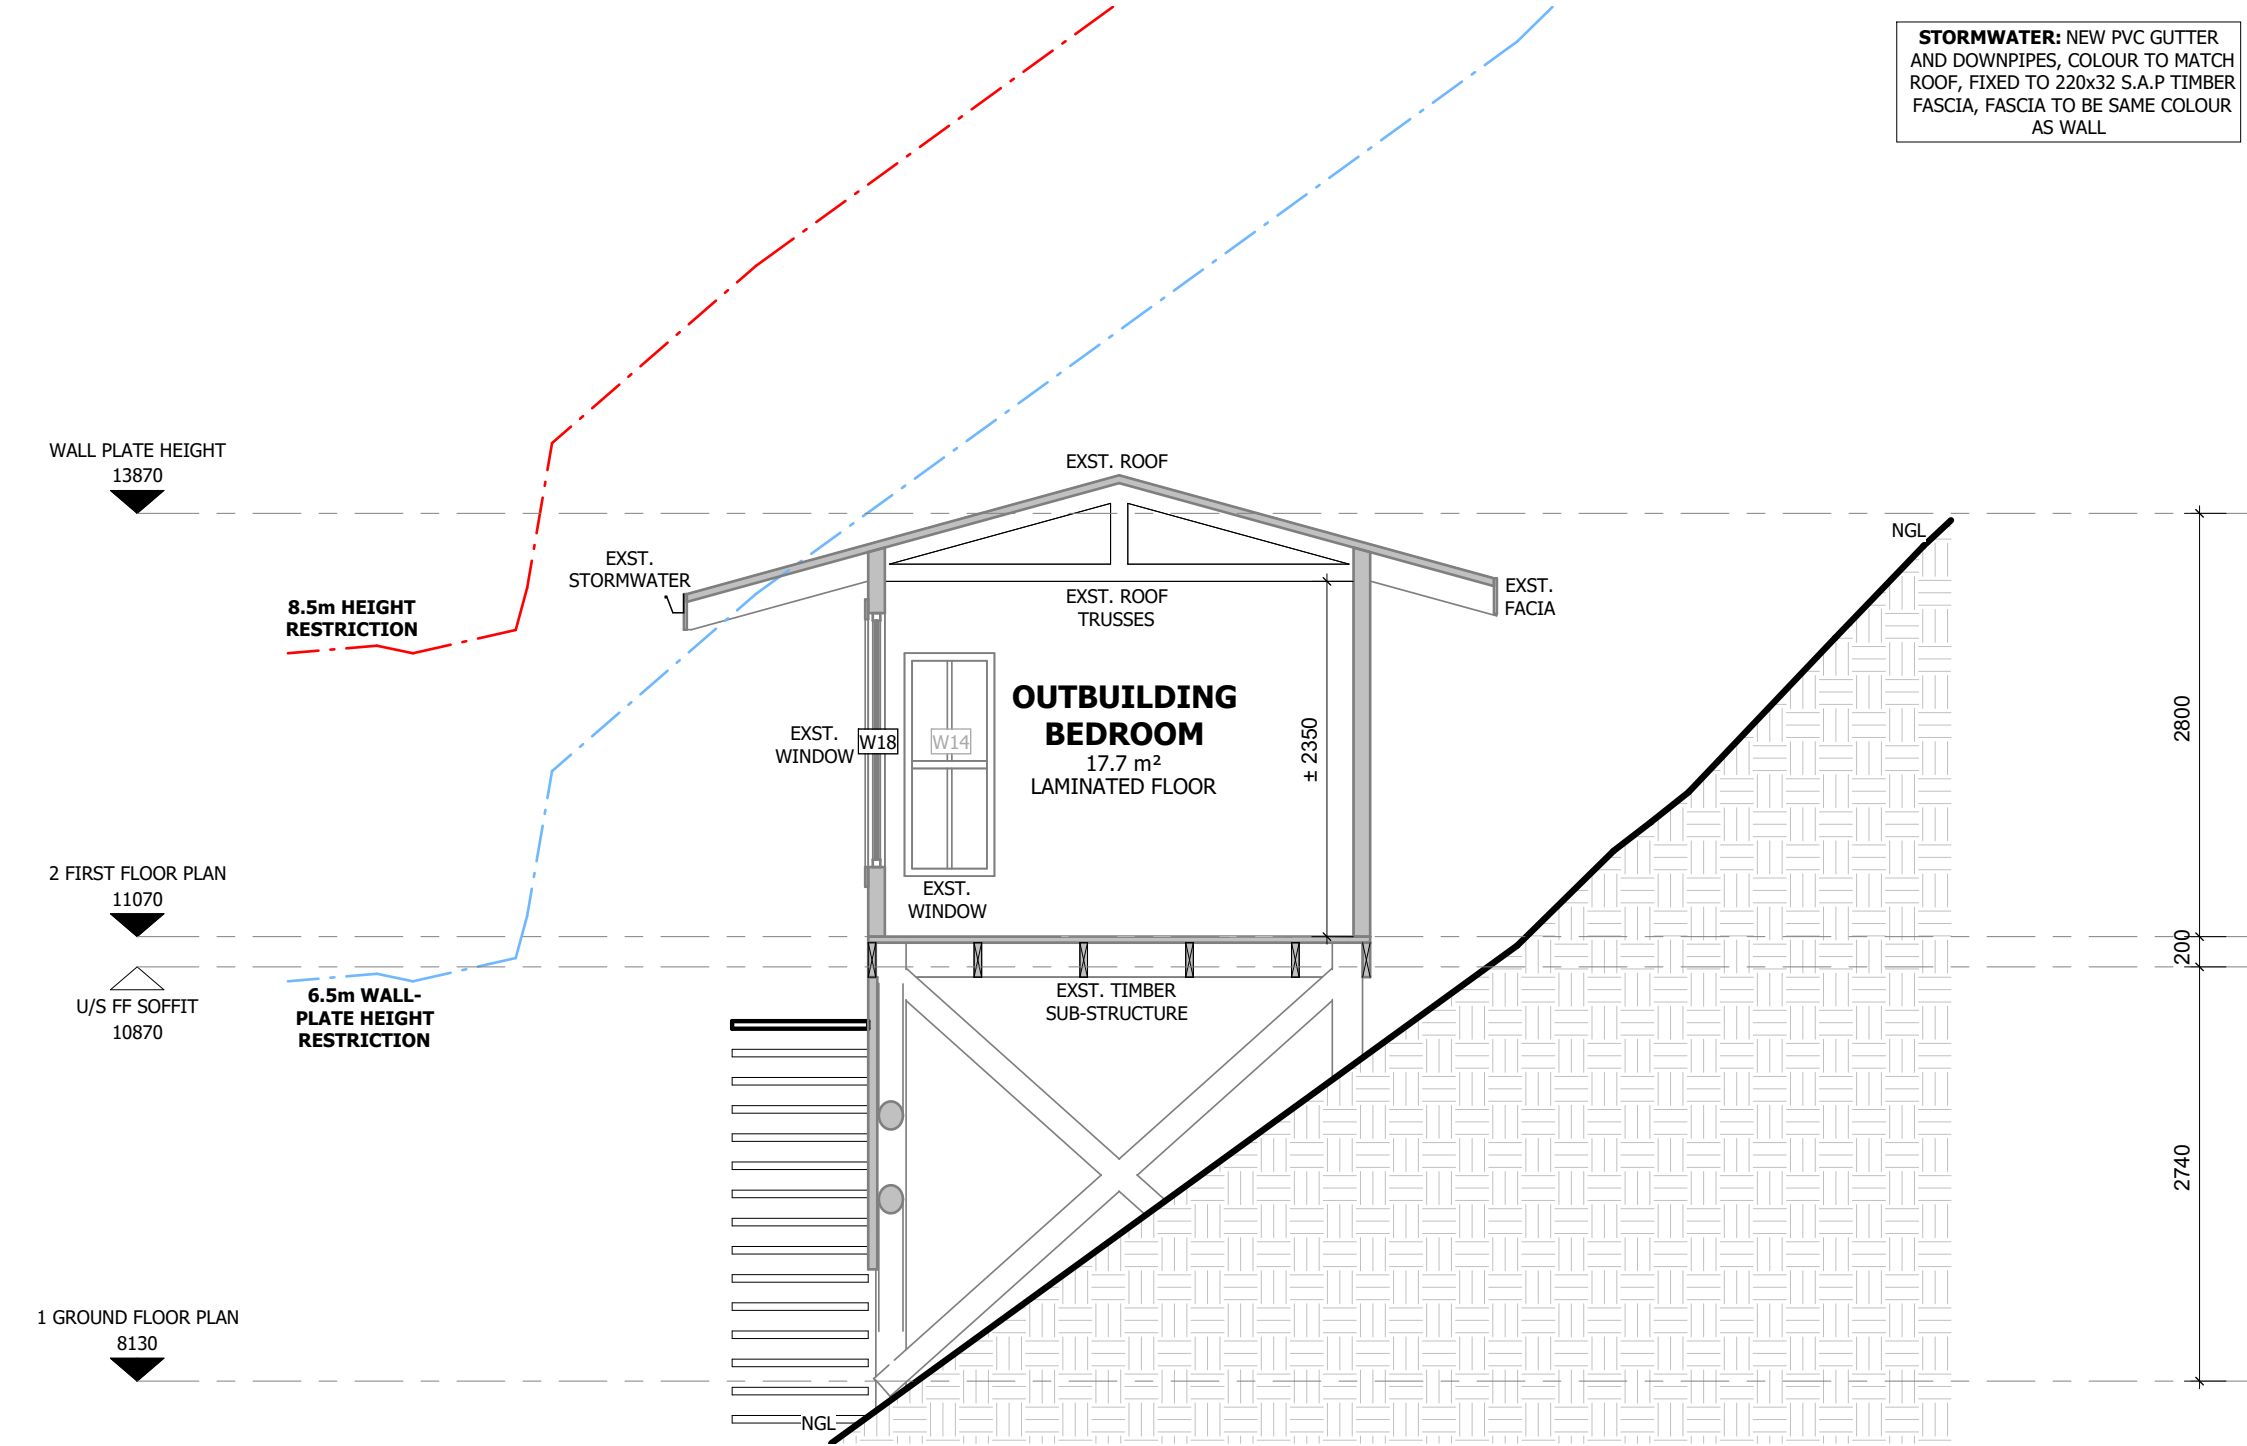 STORMWATER: NEW PVC GUTTER
AND DOWNPIPES, COLOUR TO MATCH
ROOF, FIXED TO 220x32 S.A.P TIMBER
FASCIA, FASCIA TO BE SAME COLOUR
AS WALL
WALL PLATE HEIGHT
13870
EXST. ROOF
NGL
EXST.
STORMWATER
8.5m HEIGHT
RESTRICTION
EXST. ROOF
TRUSSES
EXST.
FACIA
OUTBUILDING
BEDROOM
17.7 m²
LAMINATED FLOOR
EXST.
WINDOW
W18
W14
± 2350
2800
EXST.
WINDOW
2 FIRST FLOOR PLAN
11070
200
U/S FF SOFFIT
10870
6.5m WALL-
PLATE HEIGHT
RESTRICTION
EXST. TIMBER
SUB-STRUCTURE
2740
1 GROUND FLOOR PLAN
8130
NGL